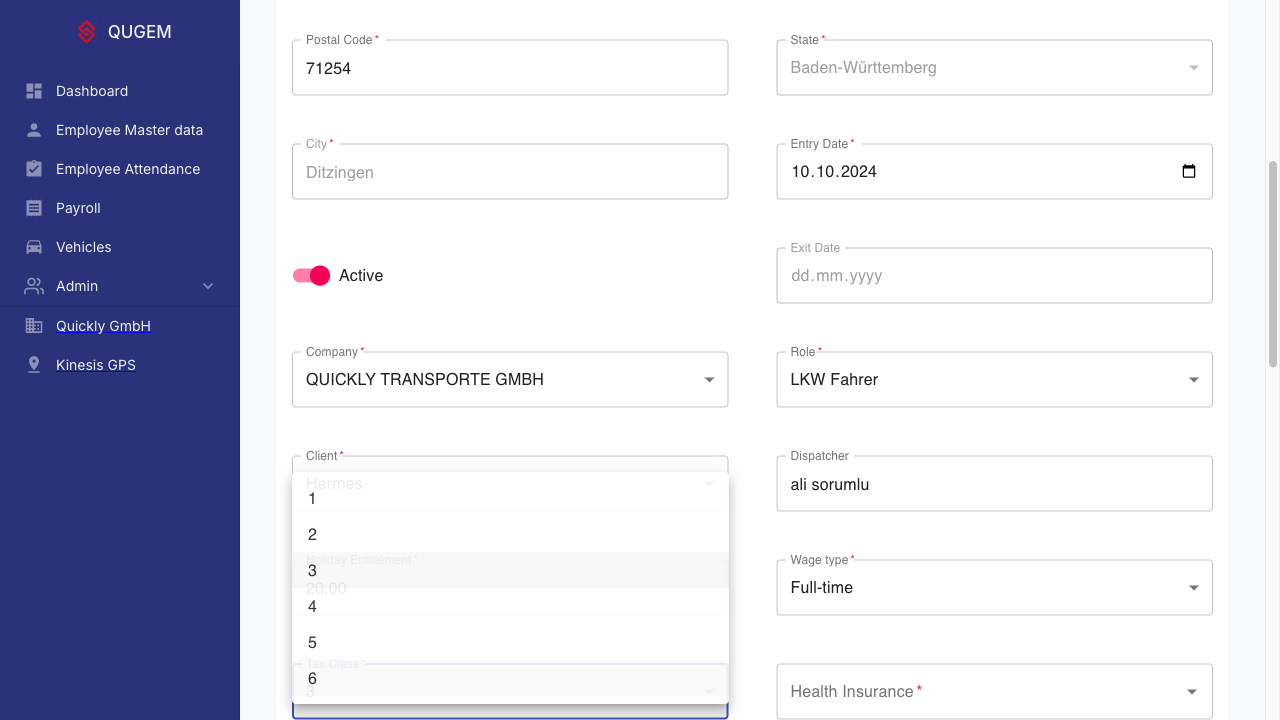 QUGEM
Dashboard
Employee Master data
Employee Attendance
Payroll
Vehicles
Admin
Quickly GmbH
Kinesis GPS
Postal Code *
71254
State *
Baden-Württemberg
City *
Ditzingen
Entry Date *
10.10.2024
Active
Exit Date
dd.mm.yyyy
Company *
QUICKLY TRANSPORTE GMBH
Role *
LKW Fahrer
Client *
Hermes
Dispatcher
ali sorumlu
1
2
Holiday Entitlement *
3
20,00
4
5
Wage type *
Full-time
Tax Class *
6
3
Health Insurance *